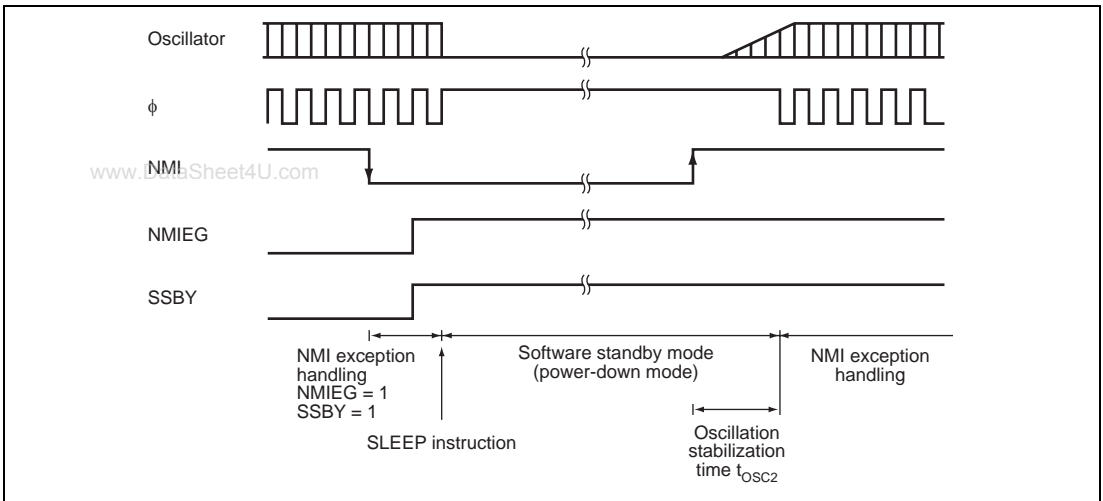 Oscillator
φ
NMI
www.DataSheet4U.com
NMIEG
SSBY
NMI exception
handling
NMIEG = 1
SSBY = 1
SLEEP instruction
Software standby mode
(power-down mode)
Oscillation
stabilization
time tOSC2
NMI exception
handling